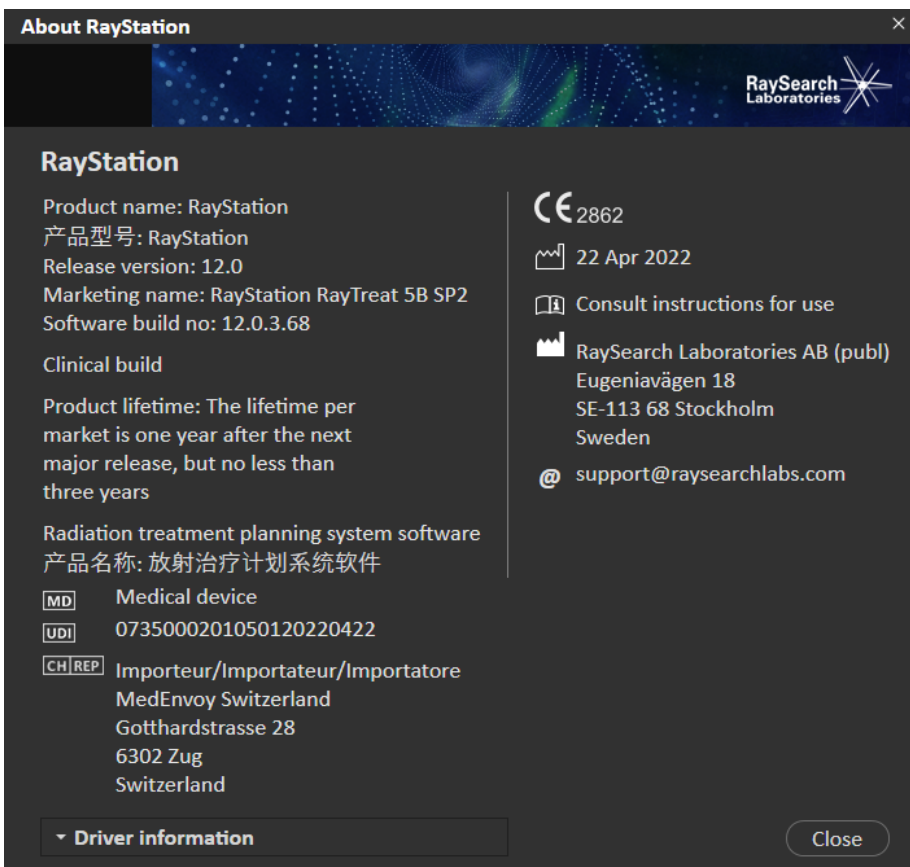 About RayStation
RaySearch
Laboratories
RayStation
Product name: RayStation
产品型号: RayStation
Release version: 12.0
Marketing name: RayStation RayTreat 5B SP2
Software build no: 12.0.3.68
Clinical build
Product lifetime: The lifetime per
market is one year after the next
major release, but no less than
three years
Radiation treatment planning system software
产品名称: 放射治疗计划系统软件
MD Medical device
UDI 0735000201050120220422
CH REP Importeur/Importateur/Importatore
MedEnvoy Switzerland
Gotthardstrasse 28
6302 Zug
Switzerland
CE 2862
22 Apr 2022
Consult instructions for use
RaySearch Laboratories AB (publ)
Eugeniavägen 18
SE-113 68 Stockholm
Sweden
@ support@raysearchlabs.com
Driver information
Close